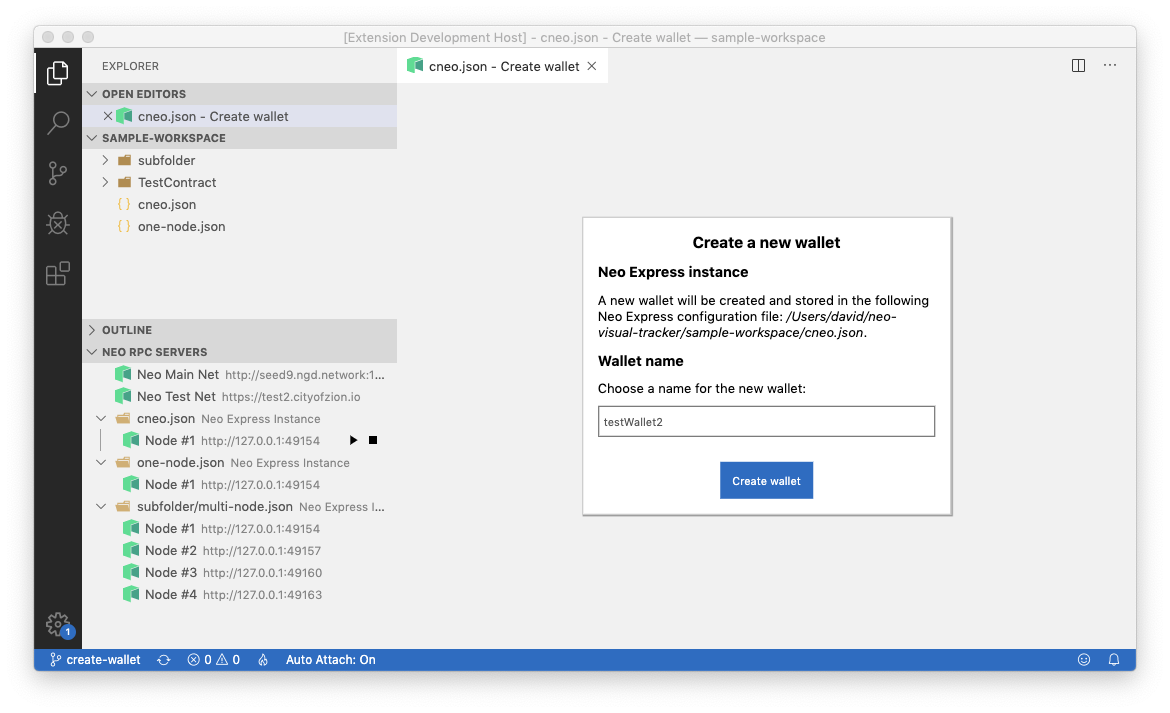 [Extension Development Host] - cneo.json - Create wallet — sample-workspace
EXPLORER
OPEN EDITORS
cneo.json - Create wallet
SAMPLE-WORKSPACE
subfolder
TestContract
{ } cneo.json
{ } one-node.json
OUTLINE
NEO RPC SERVERS
Neo Main Net http://seed9.ngd.network:1...
Neo Test Net https://test2.cityofzion.io
cneo.json Neo Express Instance
Node #1 http://127.0.0.1:49154
one-node.json Neo Express Instance
Node #1 http://127.0.0.1:49154
subfolder/multi-node.json Neo Express I...
Node #1 http://127.0.0.1:49154
Node #2 http://127.0.0.1:49157
Node #3 http://127.0.0.1:49160
Node #4 http://127.0.0.1:49163
1
cneo.json - Create wallet
Create a new wallet
Neo Express instance
A new wallet will be created and stored in the following
Neo Express configuration file: /Users/david/neo-
visual-tracker/sample-workspace/cneo.json.
Wallet name
Choose a name for the new wallet:
testWallet2
Create wallet
create-wallet 0 0 Auto Attach: On